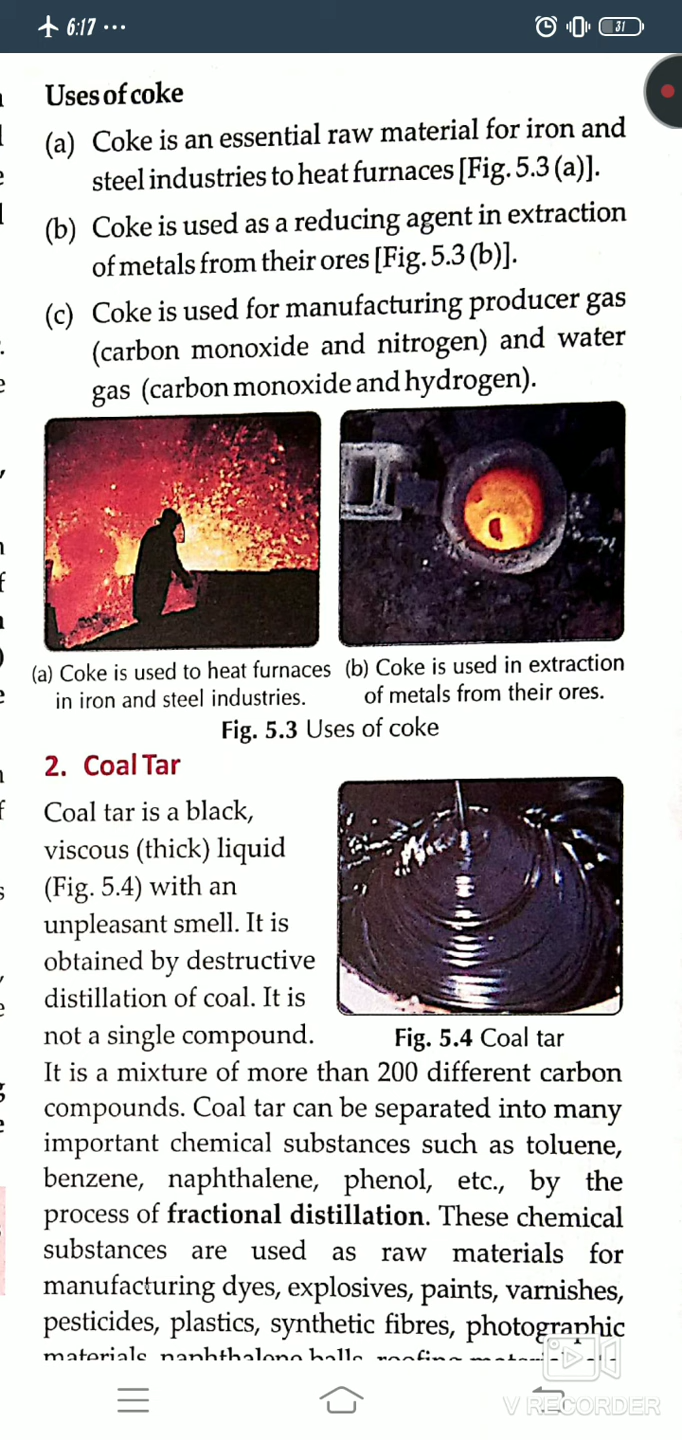 6:17 ...
31
Uses of coke
(a) Coke is an essential raw material for iron and
steel industries to heat furnaces [Fig. 5.3 (a)].
(b) Coke is used as a reducing agent in extraction
of metals from their ores [Fig. 5.3 (b)].
(c) Coke is used for manufacturing producer gas
(carbon monoxide and nitrogen) and water
gas (carbon monoxide and hydrogen).
(a) Coke is used to heat furnaces
in iron and steel industries.
(b) Coke is used in extraction
of metals from their ores.
Fig. 5.3 Uses of coke
2. Coal Tar
Coal tar is a black,
viscous (thick) liquid
(Fig. 5.4) with an
unpleasant smell. It is
obtained by destructive
distillation of coal. It is
not a single compound.
Fig. 5.4 Coal tar
It is a mixture of more than 200 different carbon
compounds. Coal tar can be separated into many
important chemical substances such as toluene,
benzene, naphthalene, phenol, etc., by the
process of fractional distillation. These chemical
substances are used as raw materials for
manufacturing dyes, explosives, paints, varnishes,
pesticides, plastics, synthetic fibres, photographic
materials, naphthalene balls, roofing
V RECORDER